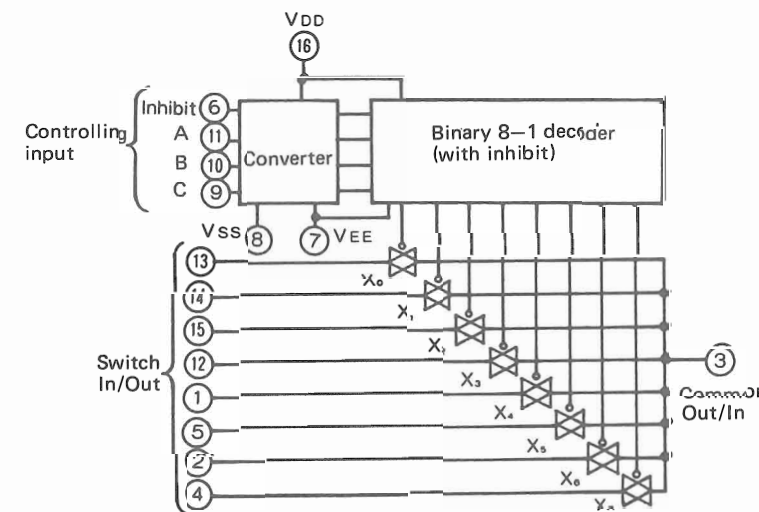 VDD
16
Inhibit 6
Controlling input
A 11
B 10
C 9
Converter
Binary 8–1 decoder
(with inhibit)
VSS 8
7 VEE
13
X₀
14
X₁
15
12
X₃
3
Switch
In/Out
1
X₄
Common
Out/In
5
X₅
2
X₆
4